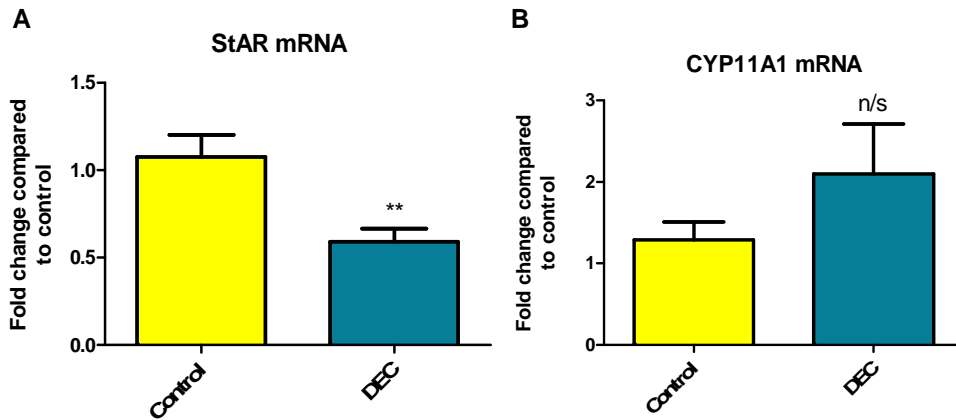 A
StAR mRNA
Fold change compared
to control
1.5
1.0
0.5
0.0
**
Control
DEC
B
CYP11A1 mRNA
Fold change compared
to control
3
2
1
0
n/s
Control
DEC